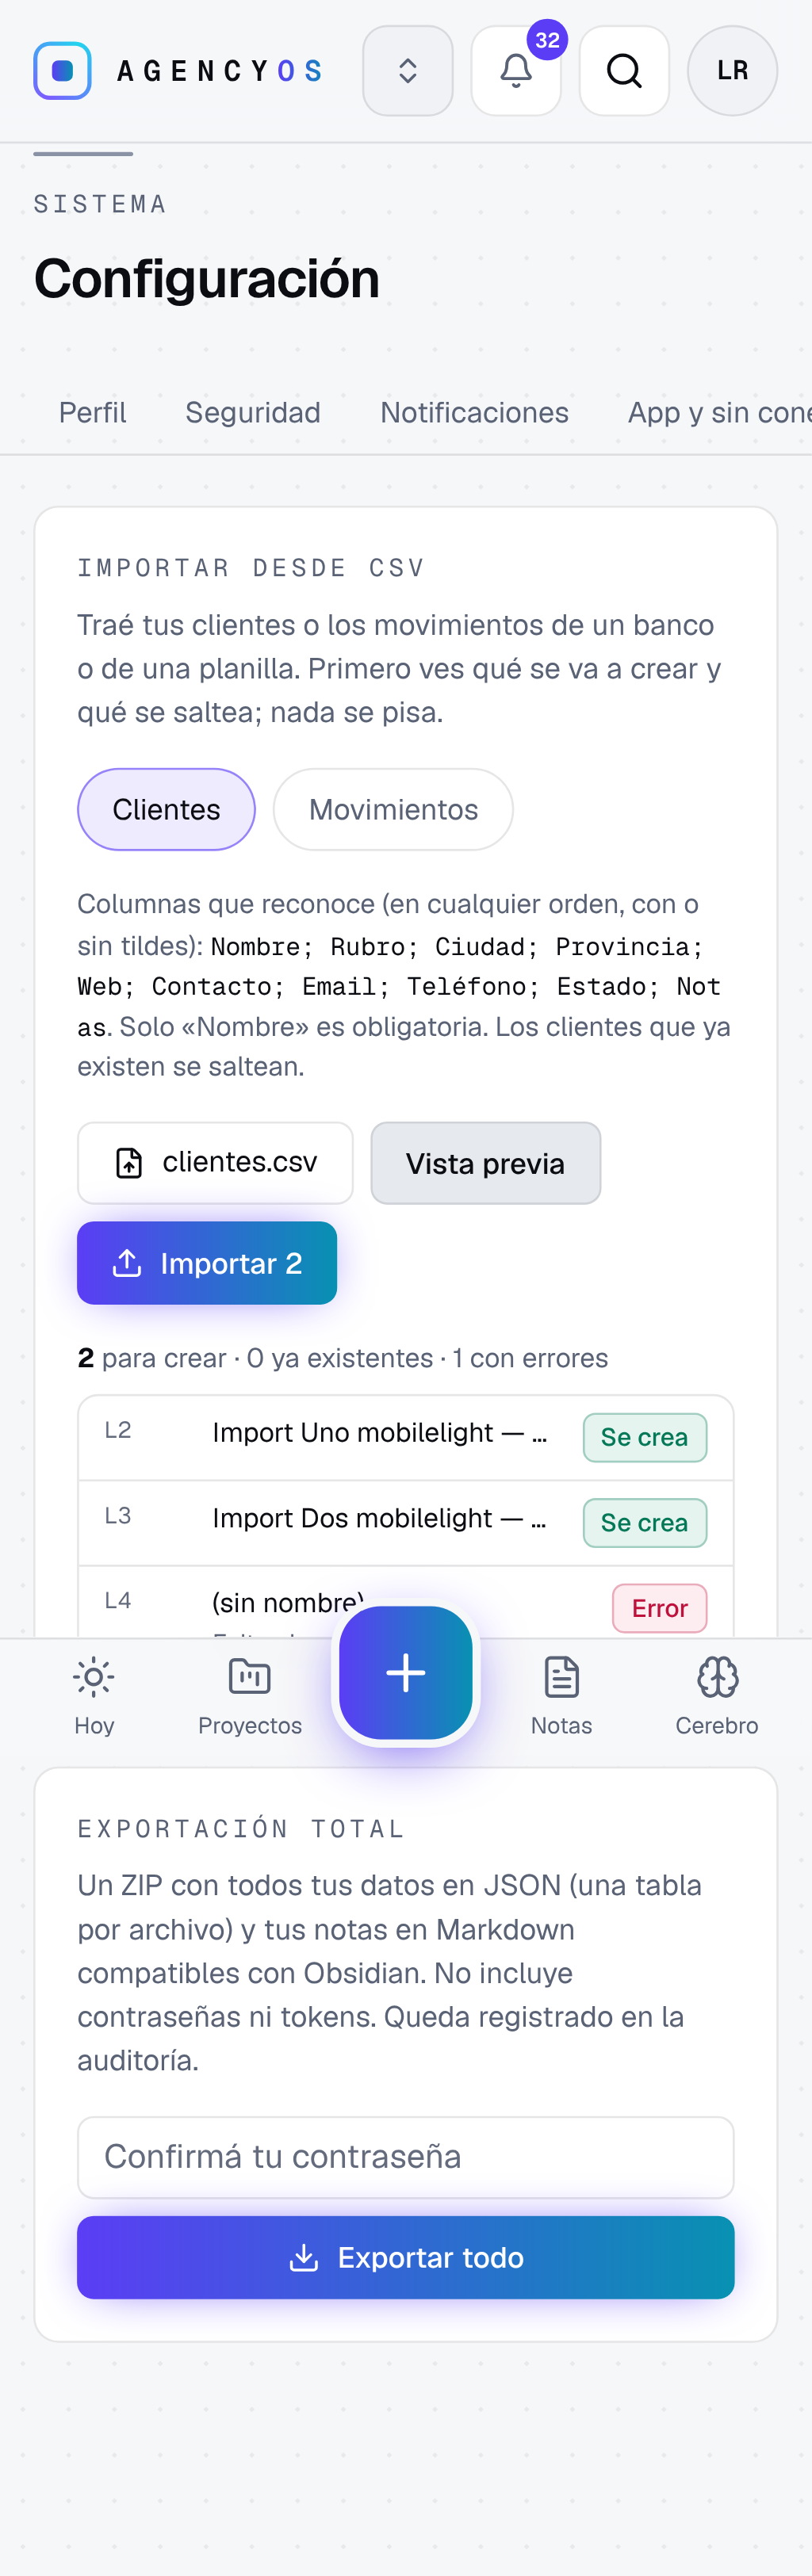 AGENCYOS
32
LR
SISTEMA
Configuración
Perfil
Seguridad
Notificaciones
App y sin cone
IMPORTAR DESDE CSV
Traé tus clientes o los movimientos de un banco
o de una planilla. Primero ves qué se va a crear y
qué se saltea; nada se pisa.
Clientes
Movimientos
Columnas que reconoce (en cualquier orden, con o
sin tildes): Nombre; Rubro; Ciudad; Provincia;
Web; Contacto; Email; Teléfono; Estado; Not
as. Solo «Nombre» es obligatoria. Los clientes que ya
existen se saltean.
clientes.csv
Vista previa
Importar 2
2 para crear · 0 ya existentes · 1 con errores
L2
Import Uno mobilelight — …
Se crea
L3
Import Dos mobilelight — …
Se crea
L4
(sin nombre)
Error
Hoy
Proyectos
Notas
Cerebro
EXPORTACIÓN TOTAL
Un ZIP con todos tus datos en JSON (una tabla
por archivo) y tus notas en Markdown
compatibles con Obsidian. No incluye
contraseñas ni tokens. Queda registrado en la
auditoría.
Confirmá tu contraseña
Exportar todo